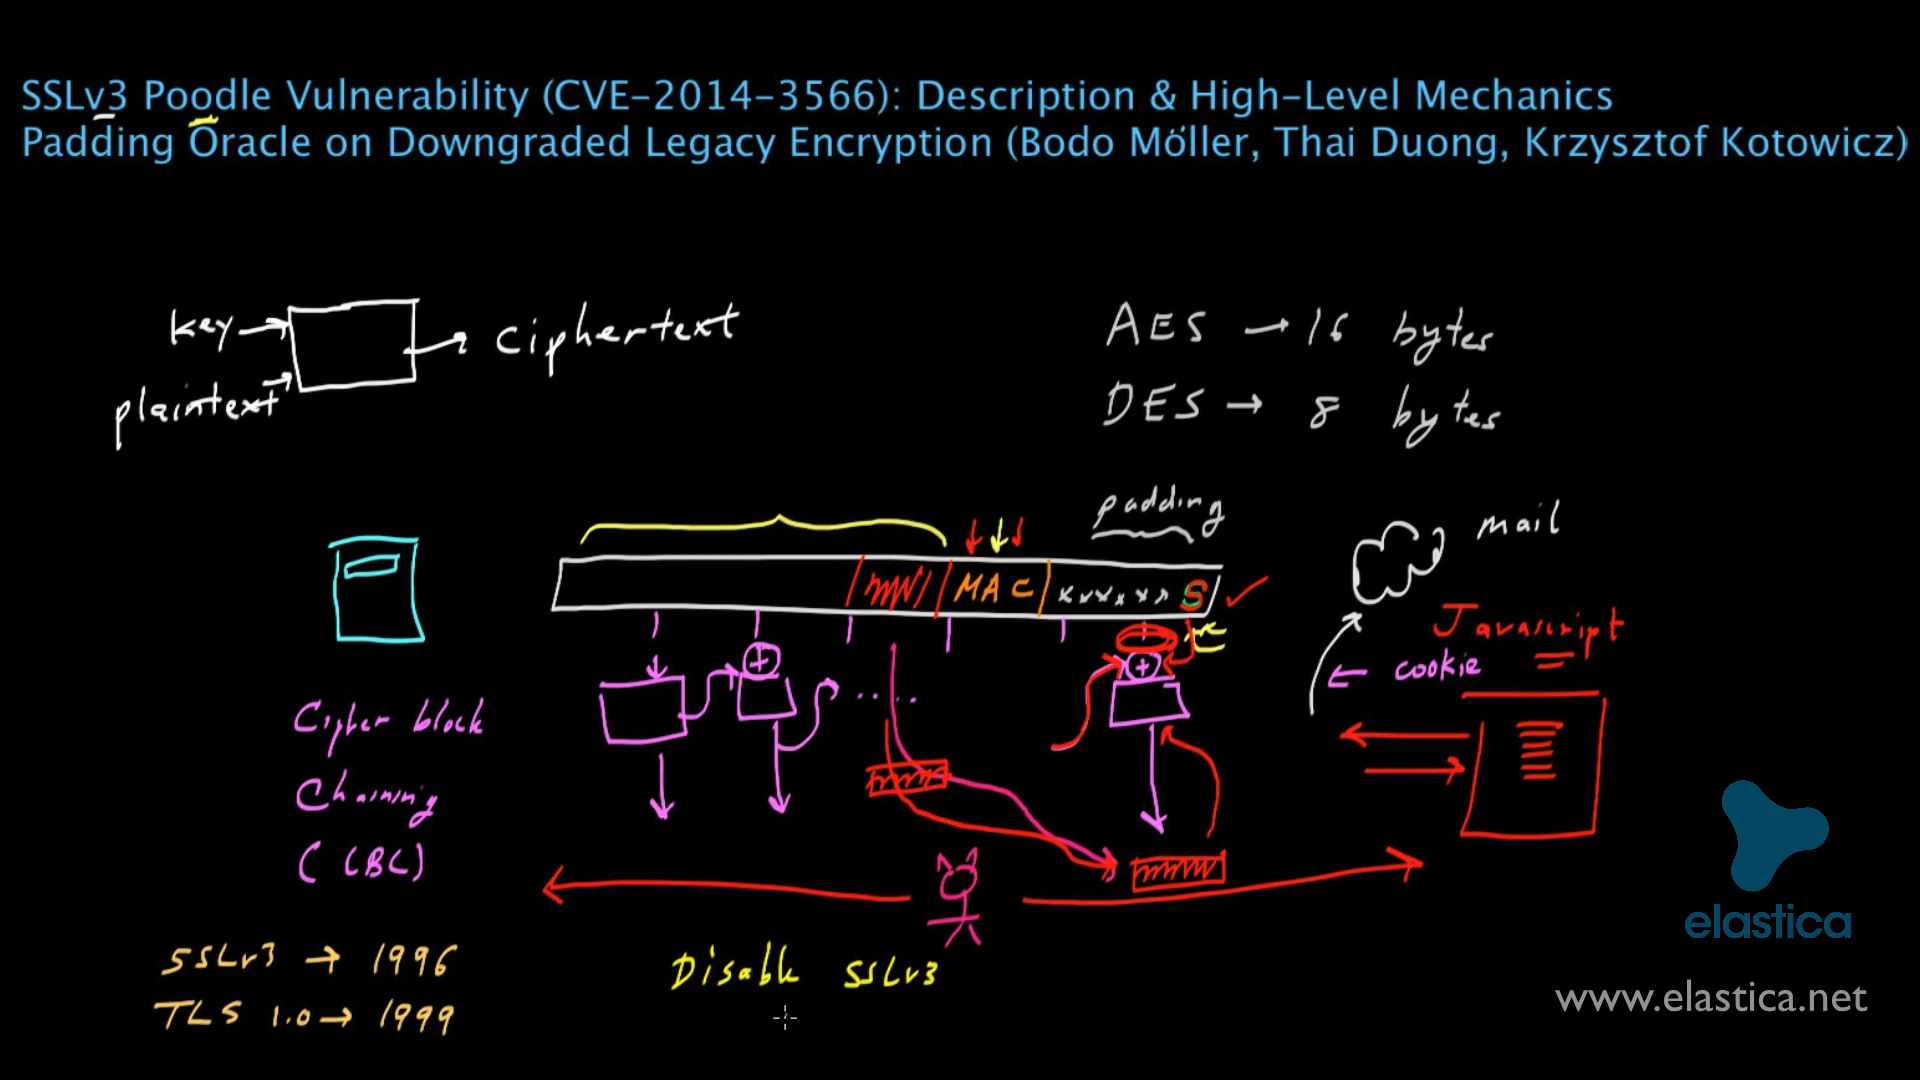 SSLv3 Poodle Vulnerability (CVE-2014-3566): Description & High-Level Mechanics
Padding Oracle on Downgraded Legacy Encryption (Bodo Möller, Thai Duong, Krzysztof Kotowicz)
key
ciphertext
plaintext
AES → 16 bytes
DES → 8 bytes
padding
mail
MAC
xxxxxx
Javascript
← cookie
Cipher block
Chaining
(CBC)
SSLv3 → 1996
TLS 1.0 → 1999
Disable SSLv3
elastica
www.elastica.net